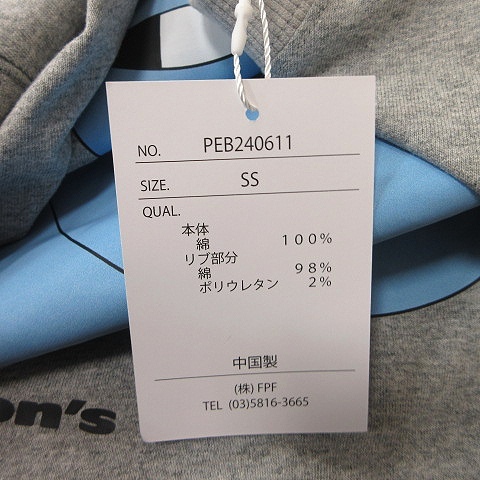 NO. PEB240611
SIZE. SS
QUAL.
本体
綿 100%
リブ部分
綿 98%
ポリウレタン 2%
中国製
(株) FPF
TEL (03)5816-3665
on's